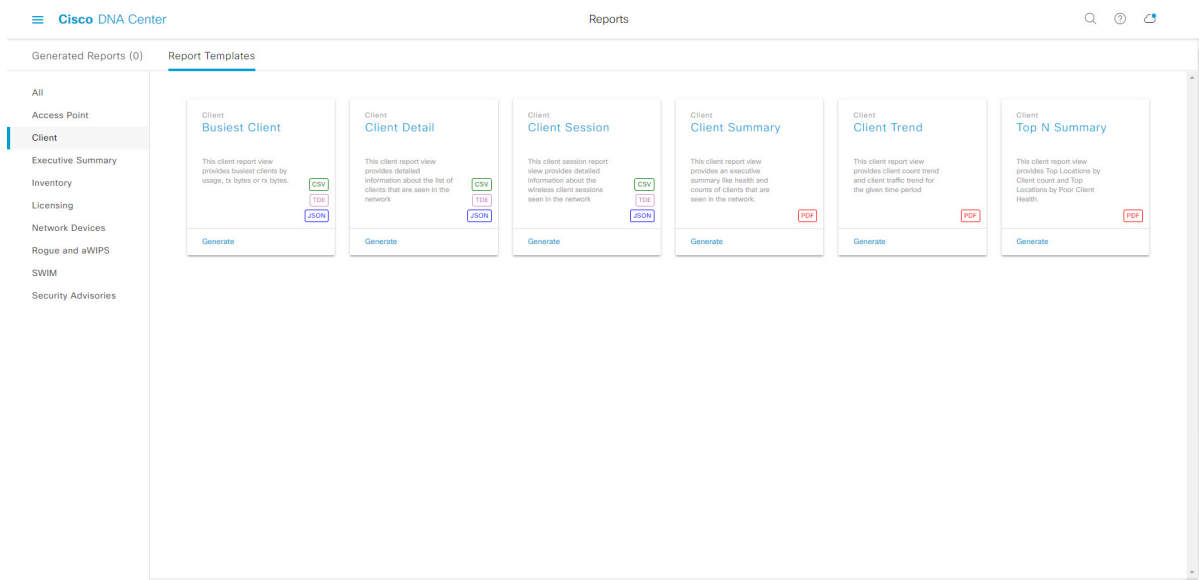 Cisco DNA Center
Reports
Generated Reports (0)
Report Templates
All
Access Point
Client
Executive Summary
Inventory
Licensing
Network Devices
Rogue and aWIPS
SWIM
Security Advisories
Client
Busiest Client
This client report view
provides busiest clients by
usage, tx bytes or rx bytes.
CSV
TDE
JSON
Generate
Client
Client Detail
This client report view
provides detailed
information about the list of
clients that are seen in the
network
CSV
TDE
JSON
Generate
Client
Client Session
This client session report
view provides detailed
information about the
wireless client sessions
seen in the network
CSV
TDE
JSON
Generate
Client
Client Summary
This client report view
provides an executive
summary like health and
counts of clients that are
seen in the network.
PDF
Generate
Client
Client Trend
This client report view
provides client count trend
and client traffic trend for
the given time period
PDF
Generate
Client
Top N Summary
This client report view
provides Top Locations by
Client count and Top
Locations by Poor Client
Health.
PDF
Generate